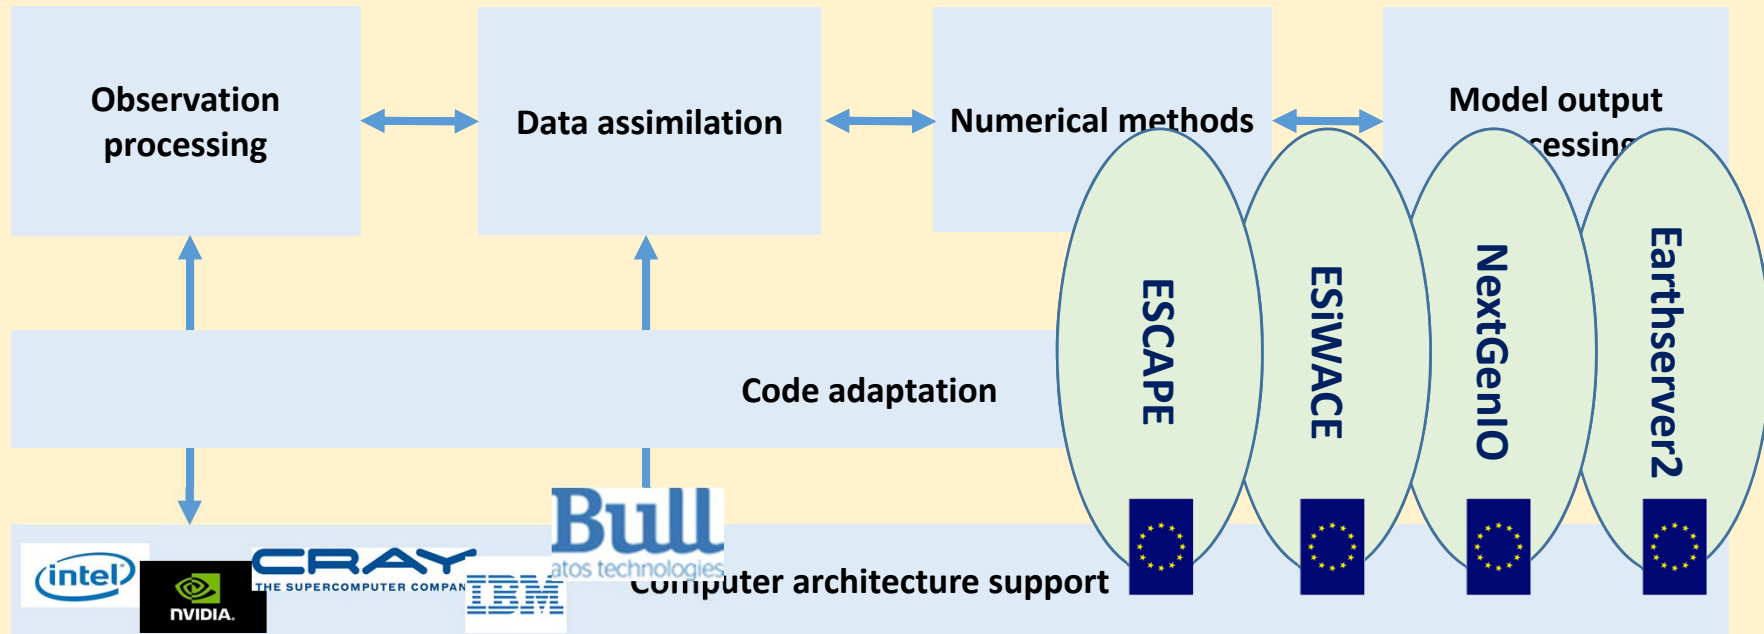 Observation
processing
Data assimilation
Numerical methods
Model output
cessing
Code adaptation
ESCAPE
ESiWACE
NextGenIO
Earthserver2
intel
NVIDIA.
CRAY
THE SUPERCOMPUTER COMPAN
IBM
Bull
atos technologies
Computer architecture support